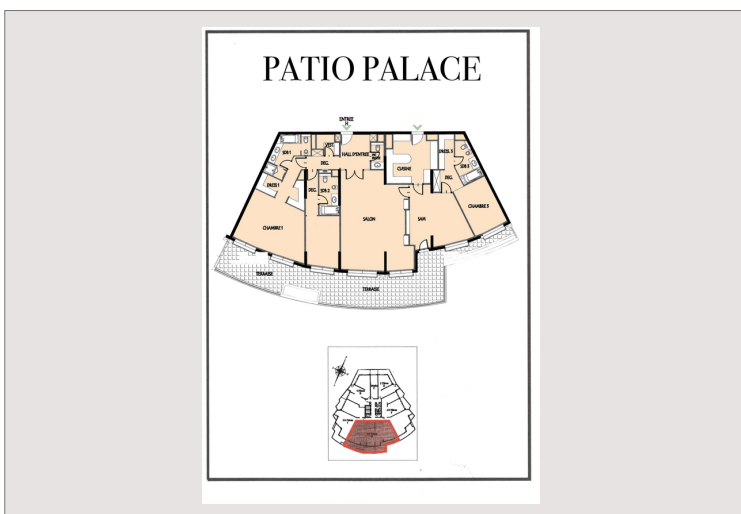 PATIO PALACE
ENTREE
H
SDB 1
VEST.
HALL D'ENTREE
CUISINE
DRESS. 3
SDB 3
DEG.
DEG.
DRESS 1
DEG.
SDB 2
CHAMBRE 1
SALON
SAM
CHAMBRE 3
TERRASSE
TERRASSE